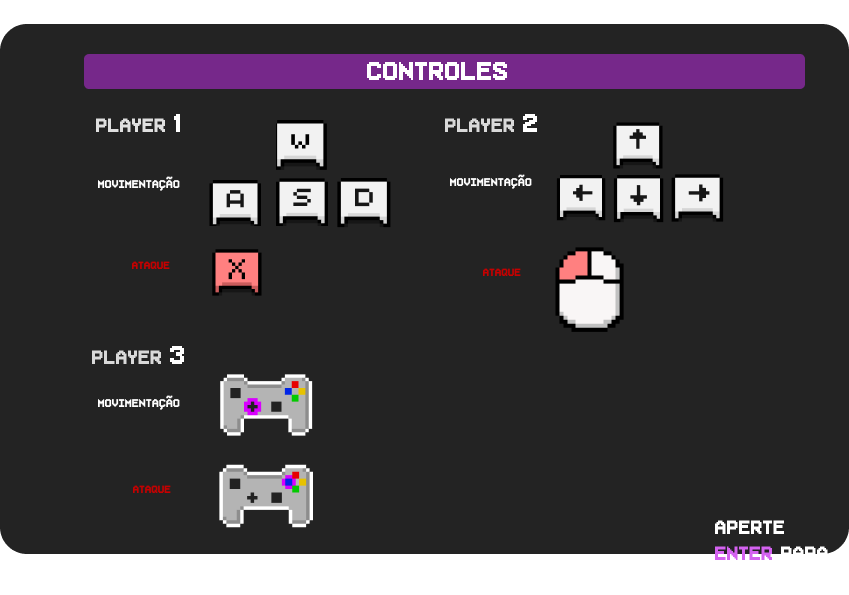 CONTROLES
PLAYER 1
W
MOVIMENTAÇÃO
A S D
ATAQUE
X
PLAYER 2
MOVIMENTAÇÃO
ATAQUE
PLAYER 3
MOVIMENTAÇÃO
ATAQUE
APERTE
ENTER PARA